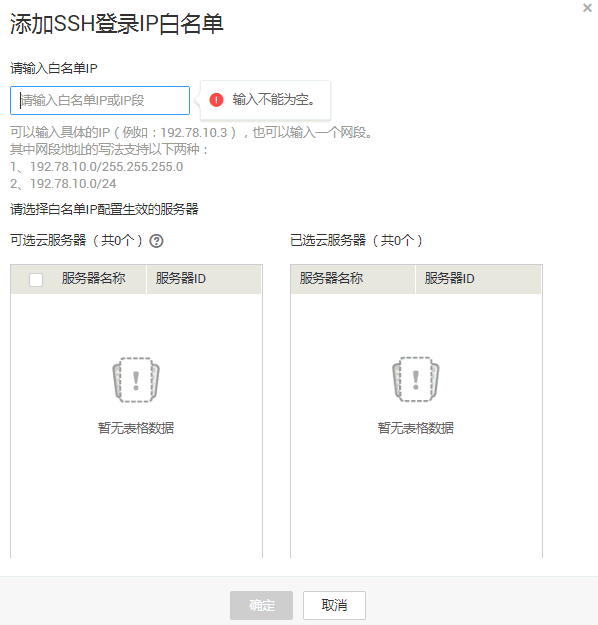 添加SSH登录IP白名单
请输入白名单IP
请输入白名单IP或IP段
输入不能为空。
可以输入具体的IP（例如：192.78.10.3），也可以输入一个网段。
其中网段地址的写法支持以下两种：
1、192.78.10.0/255.255.255.0
2、192.78.10.0/24
请选择白名单IP配置生效的服务器
可选云服务器（共0个）
已选云服务器（共0个）
服务器名称 服务器ID
服务器名称 服务器ID
暂无表格数据
暂无表格数据
确定 取消